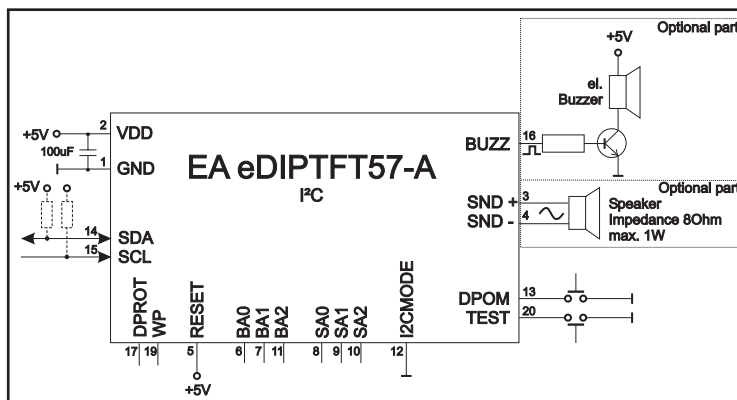 Optional part
+5V
el.
Buzzer
2
VDD
+5V
100uF
1
GND
EA eDIPTFT57-A
I²C
BUZZ
16
+5V
14
SDA
15
SCL
Optional part
SND +
3
SND -
4
Speaker
Impedance 8Ohm
max. 1W
DPOM
13
TEST
20
DPROT
WP
RESET
BA0
BA1
BA2
SA0
SA1
SA2
I2CMODE
17
19
5
6
7
11
8
9
10
12
+5V